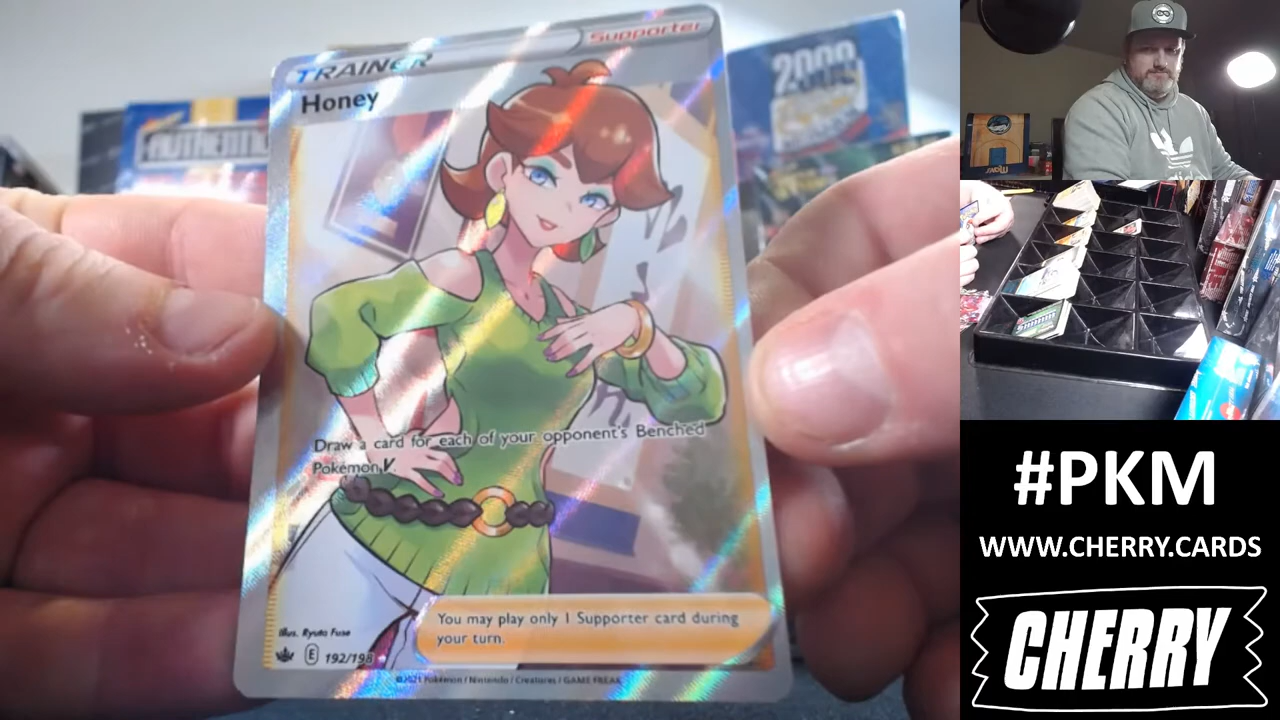 Supporter
TRAINER
Honey
Draw a card for each of your opponent's Benched
Pokémon V.
You may play only 1 Supporter card during
your turn.
Illus. Ryuta Fuse
E 192/198
©2021 Pokémon / Nintendo / Creatures / GAME FREAK
2000
#PKM
WWW.CHERRY.CARDS
CHERRY